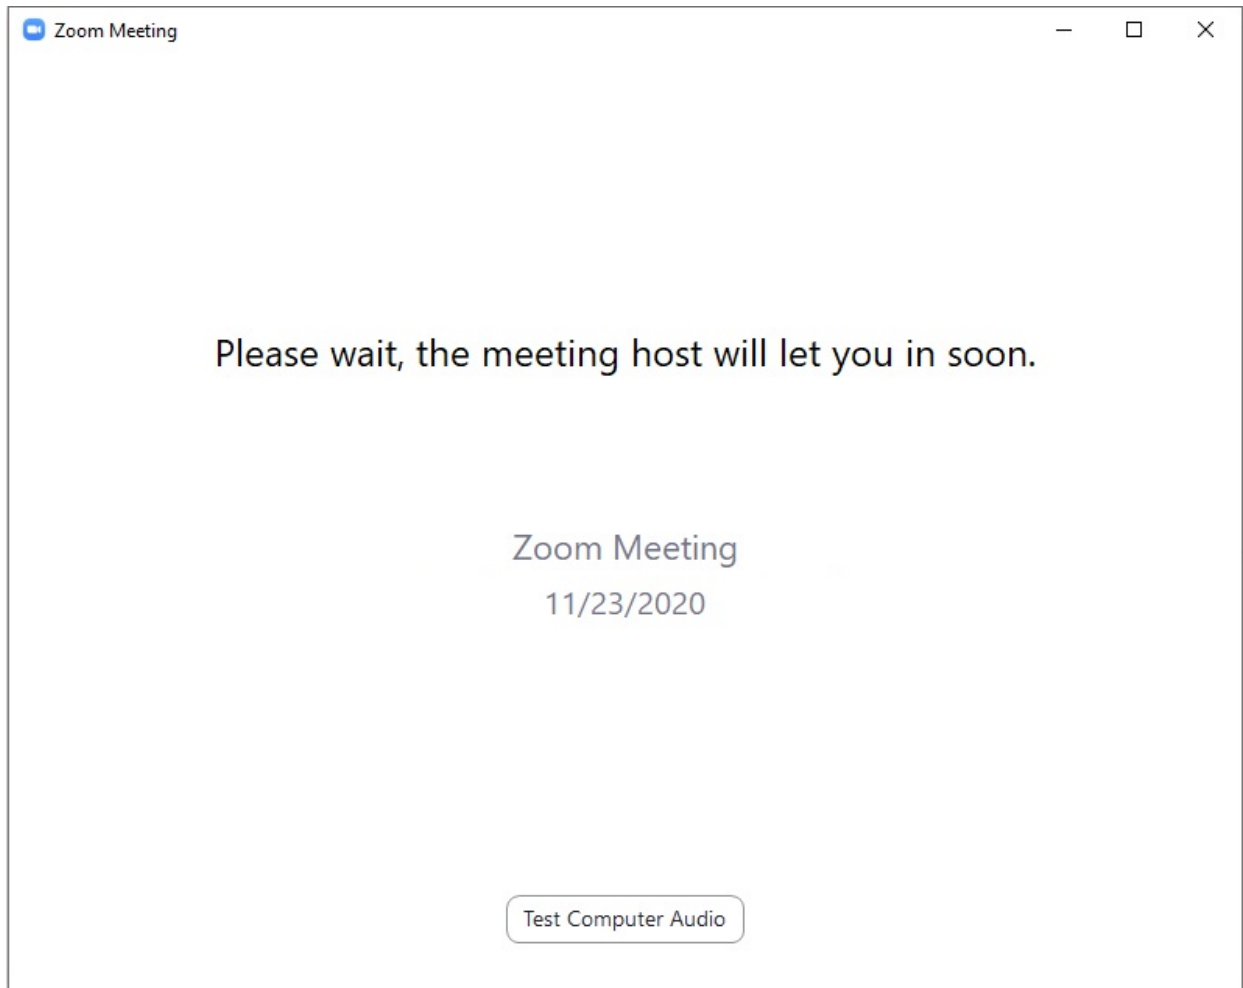 Zoom Meeting
Please wait, the meeting host will let you in soon.
Zoom Meeting
11/23/2020
Test Computer Audio